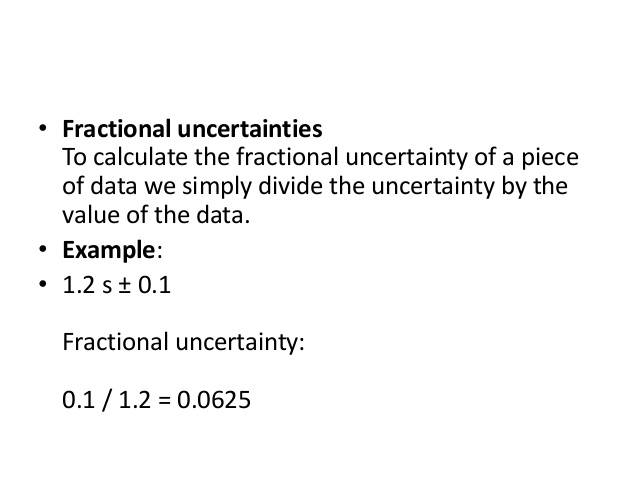 • Fractional uncertainties
To calculate the fractional uncertainty of a piece
of data we simply divide the uncertainty by the
value of the data.
• Example:
• 1.2 s ± 0.1
Fractional uncertainty:
0.1 / 1.2 = 0.0625